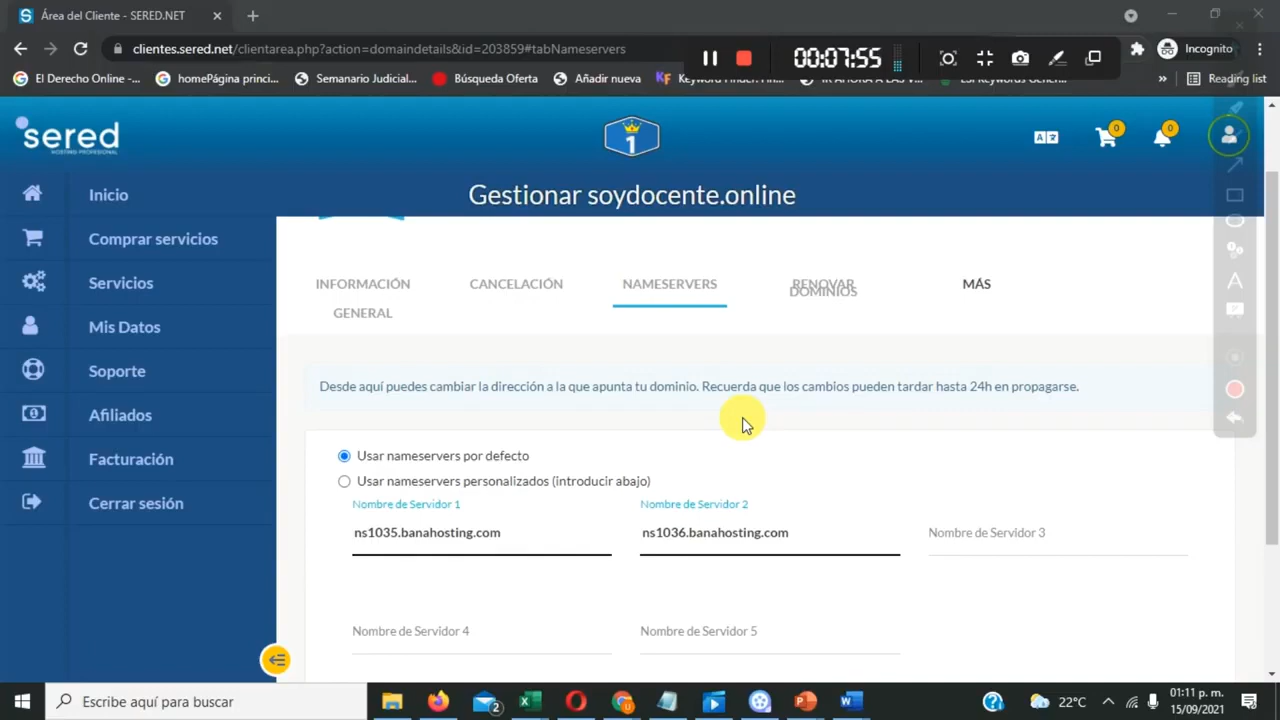 Área del Cliente - SERED.NET
clientes.sered.net/clientarea.php?action=domaindetails&id=203859#tabNameservers
00:07:55
Incognito
El Derecho Online -...
homePágina princi...
Semanario Judicial...
Búsqueda Oferta
Añadir nueva
Reading list
sered
HOSTING PROFESIONAL
1
0
0
Gestionar soydocente.online
Inicio
Comprar servicios
Servicios
Mis Datos
Soporte
Afiliados
Facturación
Cerrar sesión
INFORMACIÓN
GENERAL
CANCELACIÓN
NAMESERVERS
RENOVAR
DOMINIOS
MÁS
Desde aquí puedes cambiar la dirección a la que apunta tu dominio. Recuerda que los cambios pueden tardar hasta 24h en propagarse.
Usar nameservers por defecto
Usar nameservers personalizados (introducir abajo)
Nombre de Servidor 1
Nombre de Servidor 2
ns1035.banahosting.com
ns1036.banahosting.com
Nombre de Servidor 3
Nombre de Servidor 4
Nombre de Servidor 5
Escribe aquí para buscar
2
22°C
01:11 p. m.
15/09/2021